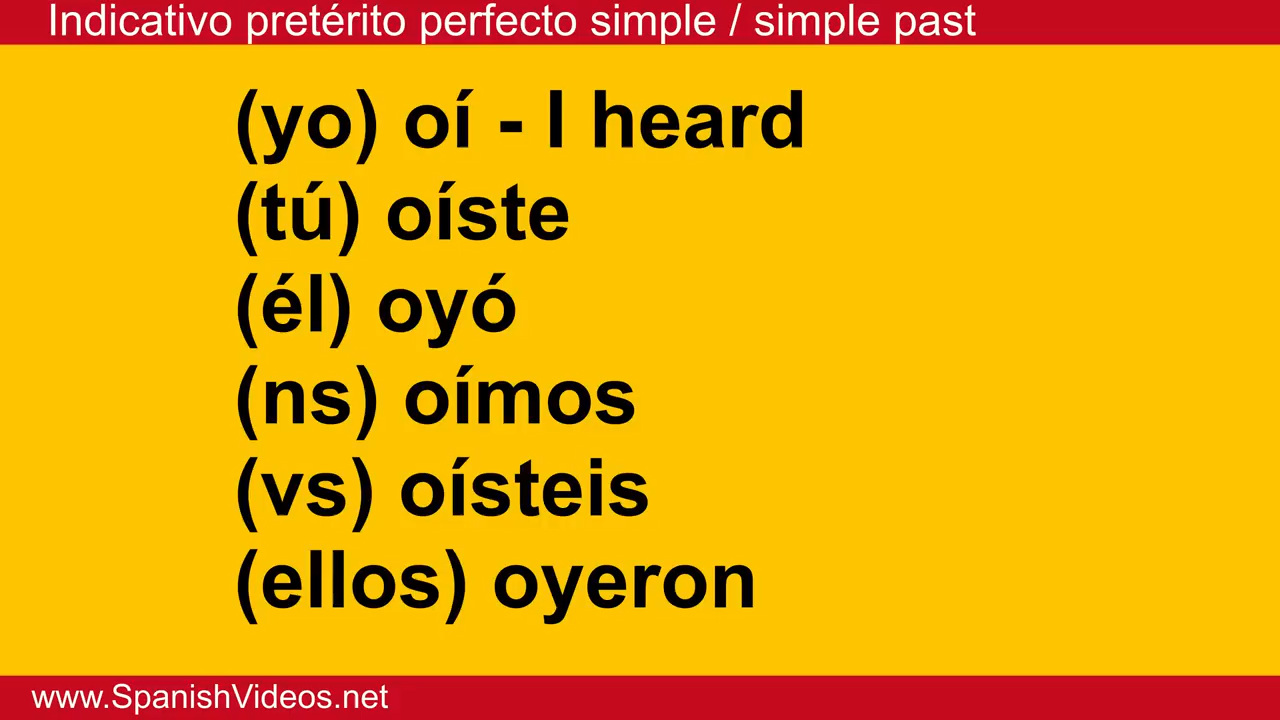 Indicativo pretérito perfecto simple / simple past
(yo) oí - I heard
(tú) oíste
(él) oyó
(ns) oímos
(vs) oísteis
(ellos) oyeron
www.SpanishVideos.net